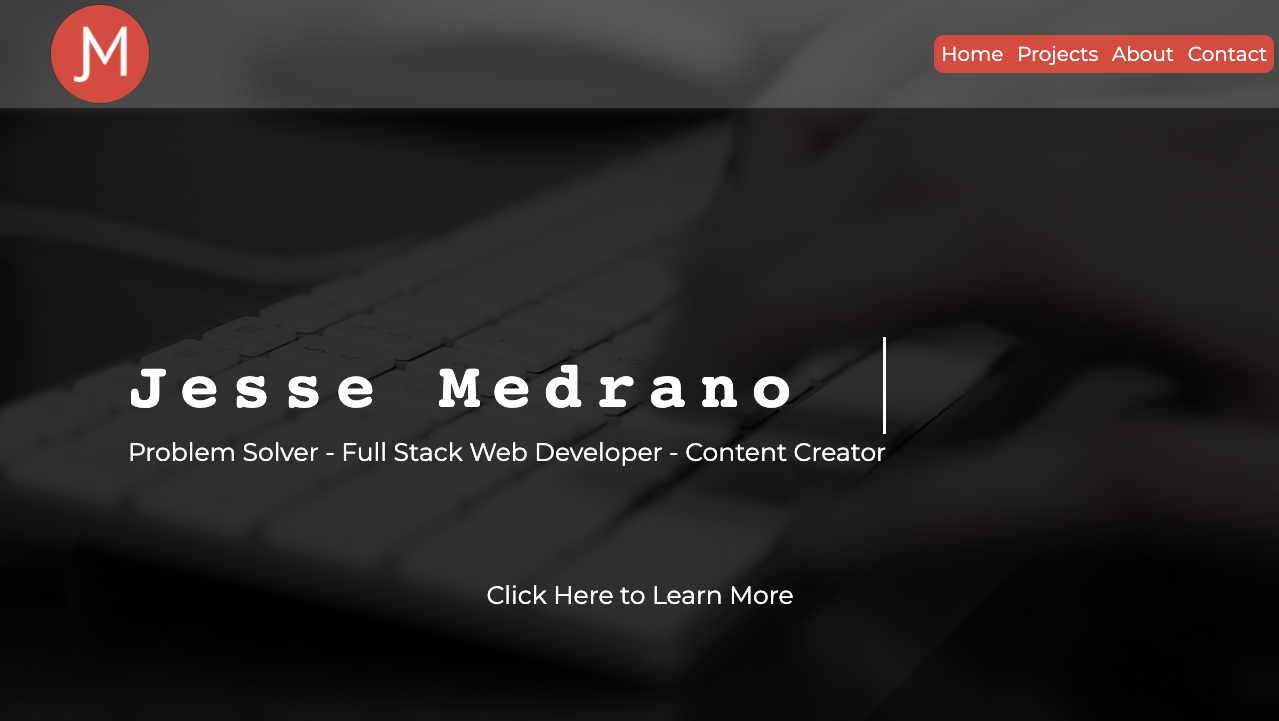 JM
Home Projects About Contact
Jesse Medrano
Problem Solver - Full Stack Web Developer - Content Creator
Click Here to Learn More